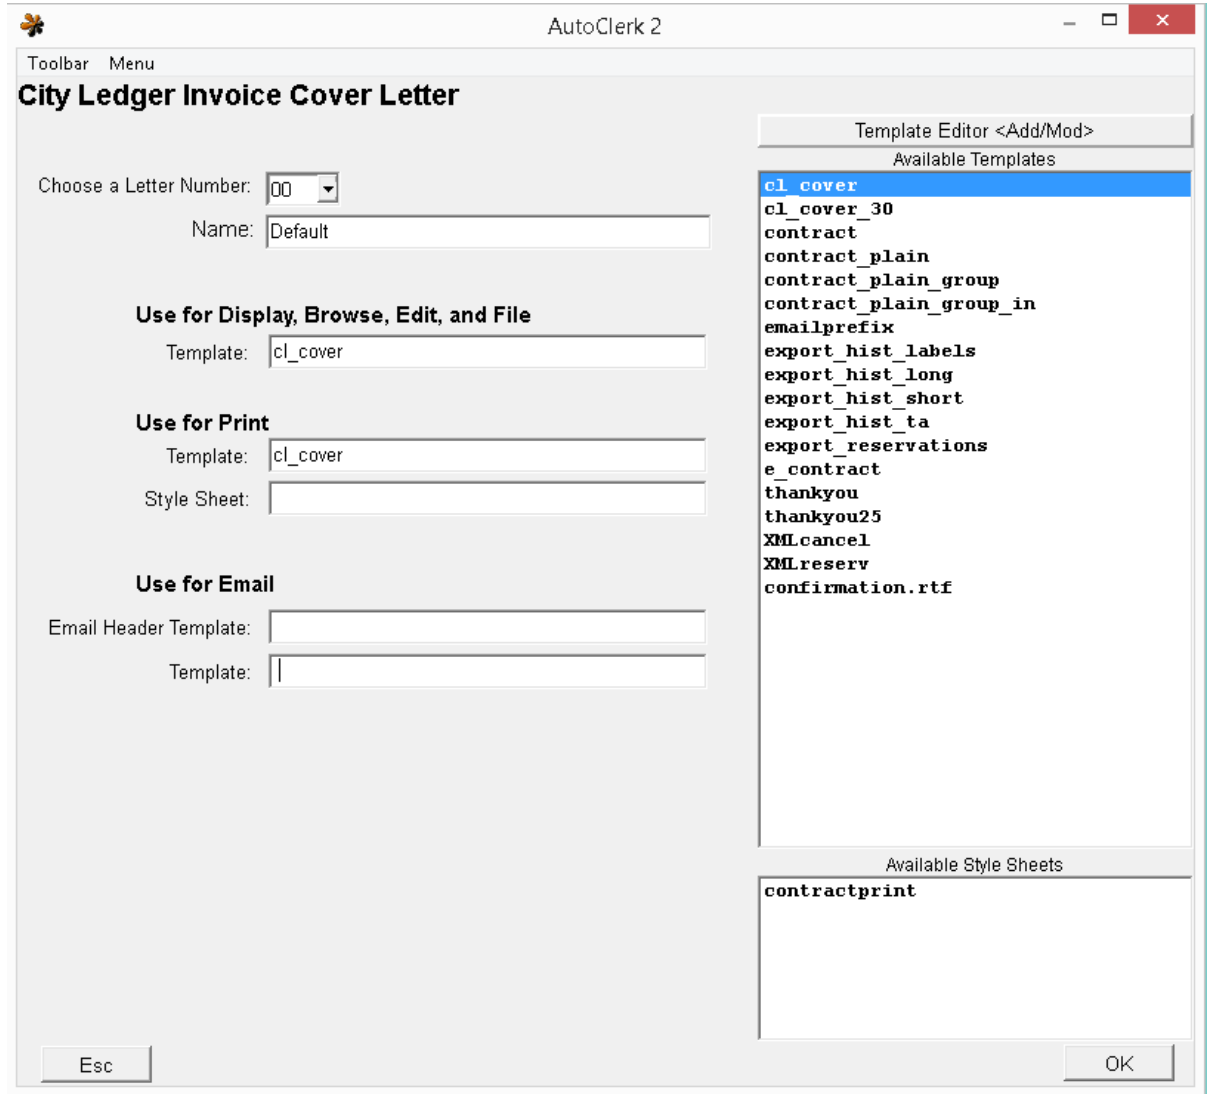 AutoClerk 2
Toolbar Menu
City Ledger Invoice Cover Letter
Choose a Letter Number: 00
Name: Default
Use for Display, Browse, Edit, and File
Template: cl_cover
Use for Print
Template: cl_cover
Style Sheet:
Use for Email
Email Header Template:
Template:
Template Editor <Add/Mod>
Available Templates
cl_cover
cl_cover_30
contract
contract_plain
contract_plain_group
contract_plain_group_in
emailprefix
export_hist_labels
export_hist_long
export_hist_short
export_hist_ta
export_reservations
e_contract
thankyou
thankyou25
XMLcancel
XMLreserv
confirmation.rtf
Available Style Sheets
contractprint
Esc
OK